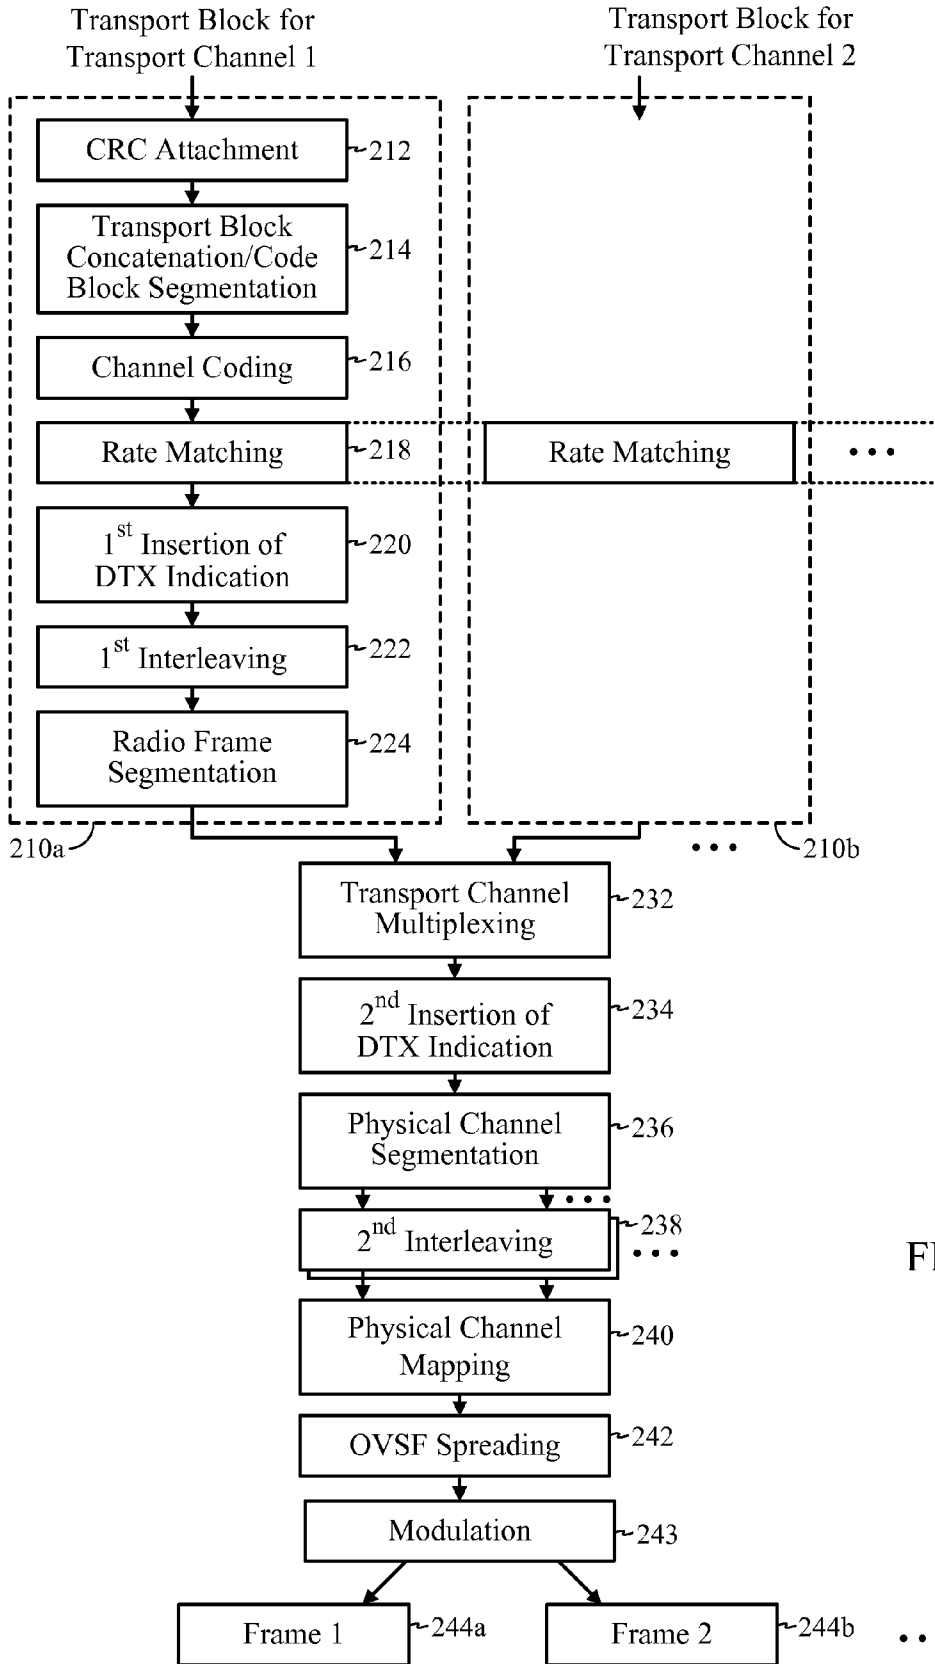 Transport Block for
Transport Channel 1
Transport Block for
Transport Channel 2
CRC Attachment
212
Transport Block
Concatenation/Code
Block Segmentation
214
Channel Coding
216
Rate Matching
218
Rate Matching
• • •
1st Insertion of
DTX Indication
220
1st Interleaving
222
Radio Frame
Segmentation
224
210a
210b
• • •
Transport Channel
Multiplexing
232
2nd Insertion of
DTX Indication
234
Physical Channel
Segmentation
236
• • •
2nd Interleaving
238
• • •
Physical Channel
Mapping
240
OVSF Spreading
242
Modulation
243
Frame 1
244a
Frame 2
244b